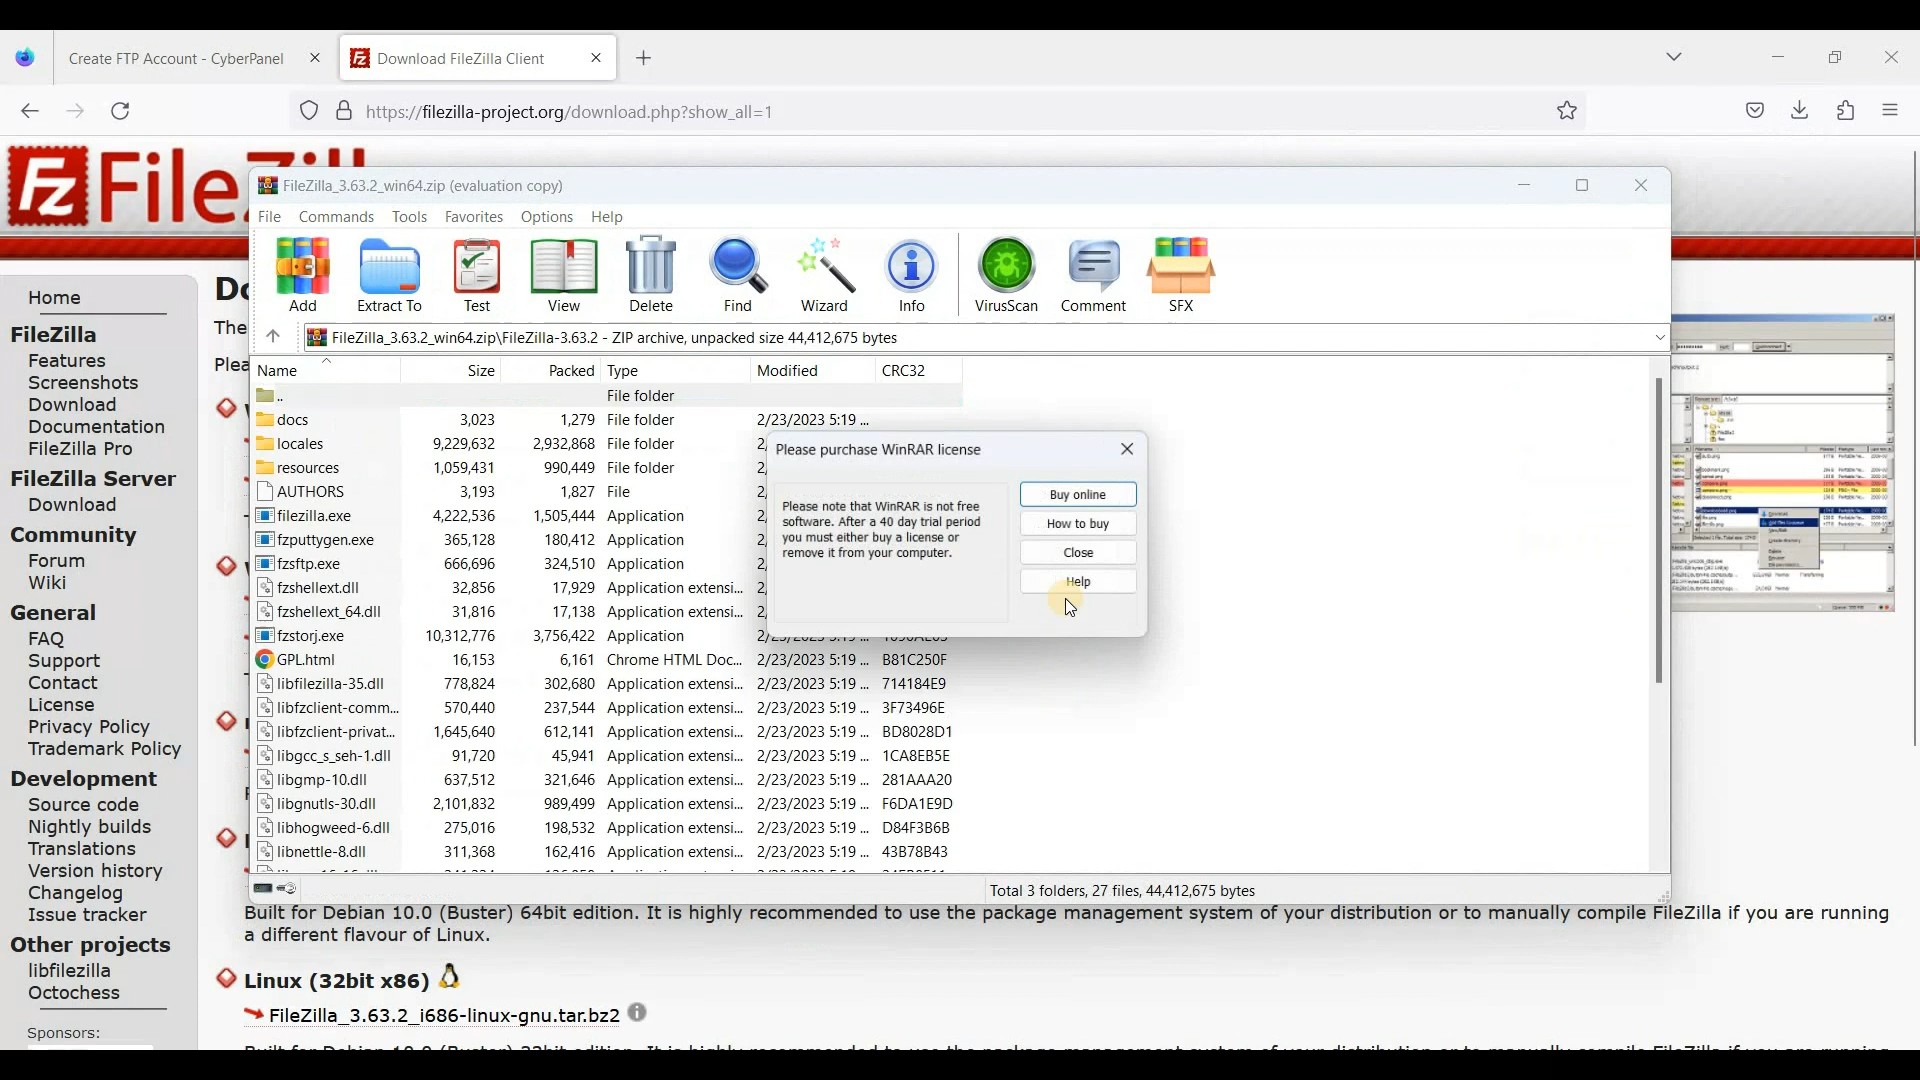 Create FTP Account - CyberPanel
Download FileZilla Client
https://filezilla-project.org/download.php?show_all=1
FileZilla_3.63.2_win64.zip (evaluation copy)
File Commands Tools Favorites Options Help
Add Extract To Test View Delete Find Wizard Info VirusScan Comment SFX
FileZilla_3.63.2_win64.zip\FileZilla-3.63.2 - ZIP archive, unpacked size 44,412,675 bytes
Name Size Packed Type Modified CRC32
.. File folder
docs 3,023 1,279 File folder 2/23/2023 5:19 ...
locales 9,229,632 2,932,868 File folder
resources 1,059,431 990,449 File folder
AUTHORS 3,193 1,827 File
filezilla.exe 4,222,536 1,505,444 Application
fzputtygen.exe 365,128 180,412 Application
fzsftp.exe 666,696 324,510 Application
fzshellext.dll 32,856 17,929 Application extensi...
fzshellext_64.dll 31,816 17,138 Application extensi...
fzstorj.exe 10,312,776 3,756,422 Application
GPL.html 16,153 6,161 Chrome HTML Doc... 2/23/2023 5:19 ... B81C250F
libfilezilla-35.dll 778,824 302,680 Application extensi... 2/23/2023 5:19 ... 714184E9
libfzclient-comm... 570,440 237,544 Application extensi... 2/23/2023 5:19 ... 3F73496E
libfzclient-privat... 1,645,640 612,141 Application extensi... 2/23/2023 5:19 ... BD8028D1
libgcc_s_seh-1.dll 91,720 45,941 Application extensi... 2/23/2023 5:19 ... 1CA8EB5E
libgmp-10.dll 637,512 321,646 Application extensi... 2/23/2023 5:19 ... 281AAA20
libgnutls-30.dll 2,101,832 989,499 Application extensi... 2/23/2023 5:19 ... F6DA1E9D
libhogweed-6.dll 275,016 198,532 Application extensi... 2/23/2023 5:19 ... D84F3B6B
libnettle-8.dll 311,368 162,416 Application extensi... 2/23/2023 5:19 ... 43B78B43
Total 3 folders, 27 files, 44,412,675 bytes
Please purchase WinRAR license
Please note that WinRAR is not free
software. After a 40 day trial period
you must either buy a license or
remove it from your computer.
Buy online
How to buy
Close
Help
Home
FileZilla
Features
Screenshots
Download
Documentation
FileZilla Pro
FileZilla Server
Download
Community
Forum
Wiki
General
FAQ
Support
Contact
License
Privacy Policy
Trademark Policy
Development
Source code
Nightly builds
Translations
Version history
Changelog
Issue tracker
Other projects
libfilezilla
Octochess
Sponsors:
The
Built for Debian 10.0 (Buster) 64bit edition. It is highly recommended to use the package management system of your distribution or to manually compile FileZilla if you are running
a different flavour of Linux.
Linux (32bit x86)
FileZilla_3.63.2_i686-linux-gnu.tar.bz2